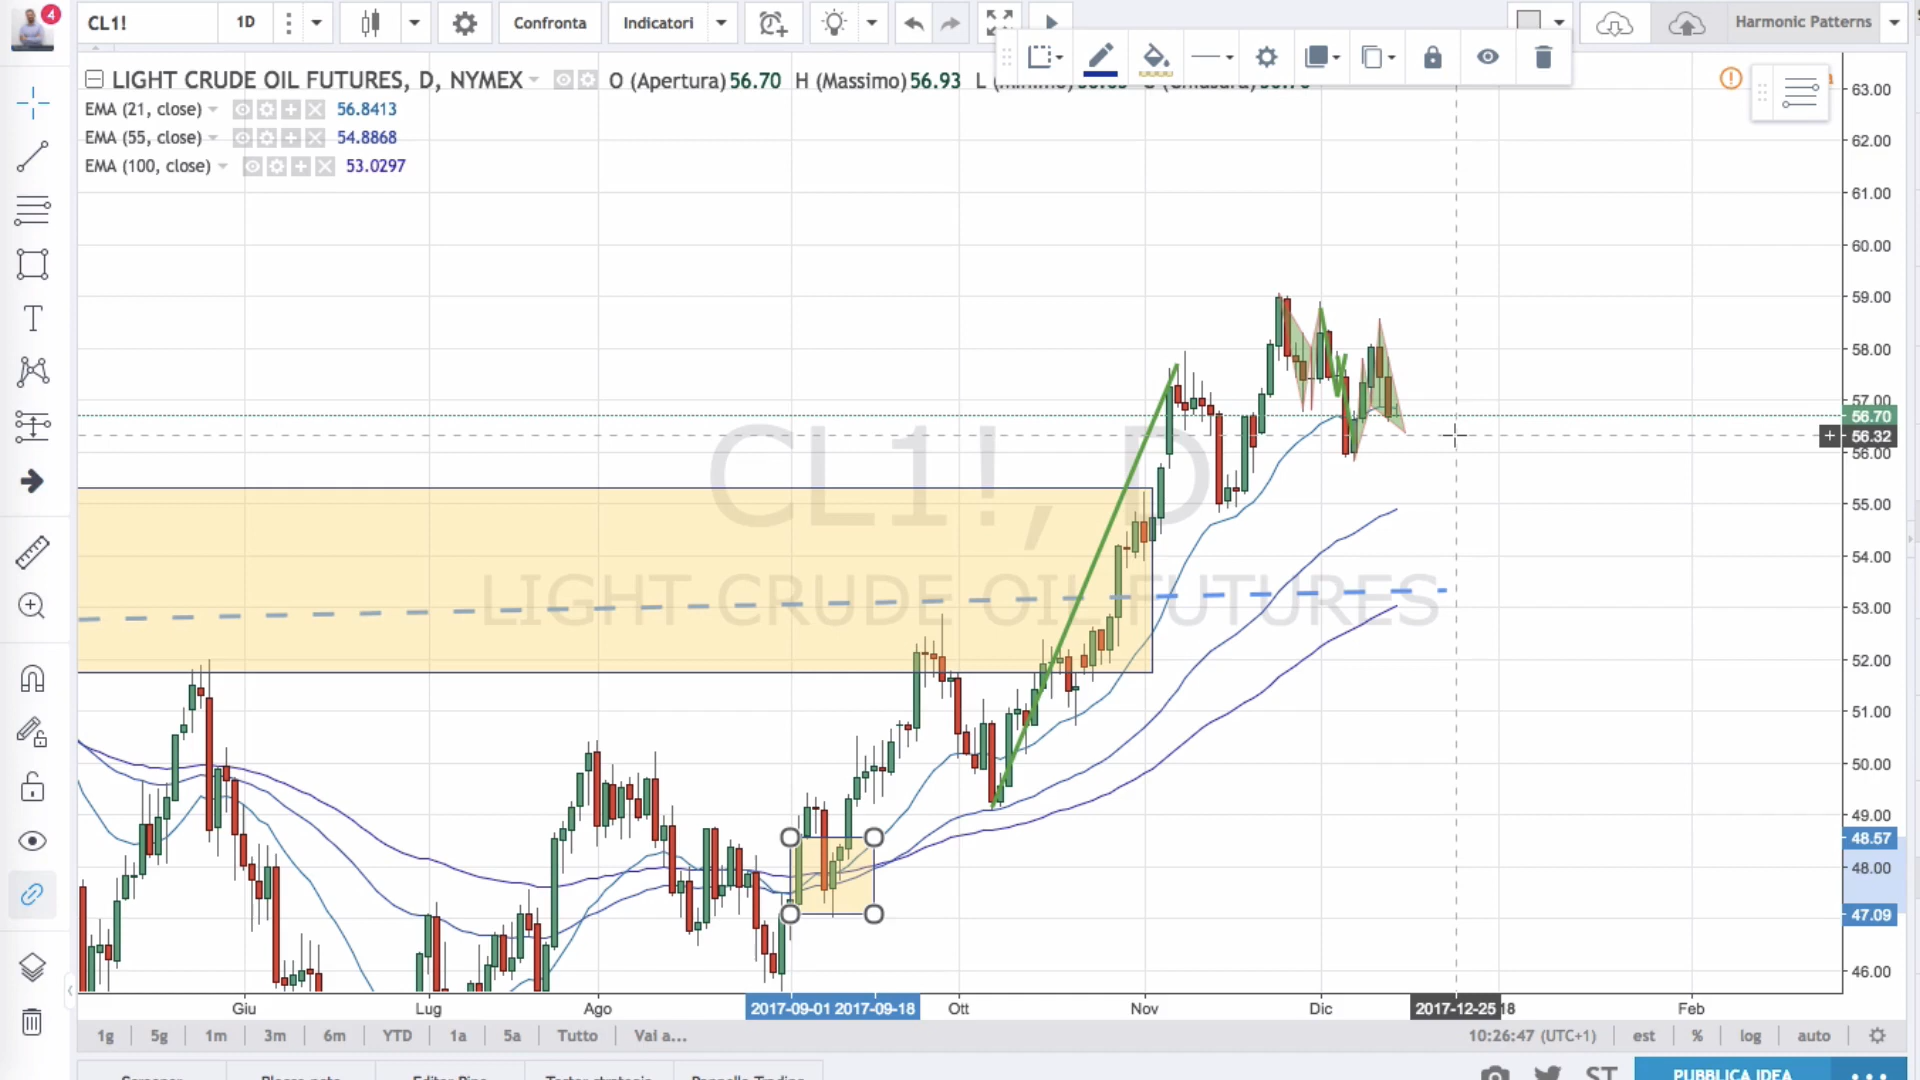 4
CL1!
1D
Confronta
Indicatori
Harmonic Patterns
LIGHT CRUDE OIL FUTURES, D, NYMEX
O (Apertura) 56.70 H (Massimo) 56.93 L
EMA (21, close) 56.8413
EMA (55, close) 54.8868
EMA (100, close) 53.0297
CL1!, D
LIGHT CRUDE OIL FUTURES
63.00
62.00
61.00
60.00
59.00
58.00
57.00
56.70
56.32
56.00
55.00
54.00
53.00
52.00
51.00
50.00
49.00
48.57
48.00
47.09
46.00
Giu
Lug
Ago
2017-09-01
2017-09-18
Ott
Nov
Dic
2017-12-25
18
Feb
1g 5g 1m 3m 6m YTD 1a 5a Tutto Vai a...
10:26:47 (UTC+1) est % log auto
ST
PUBBLICA IDEA